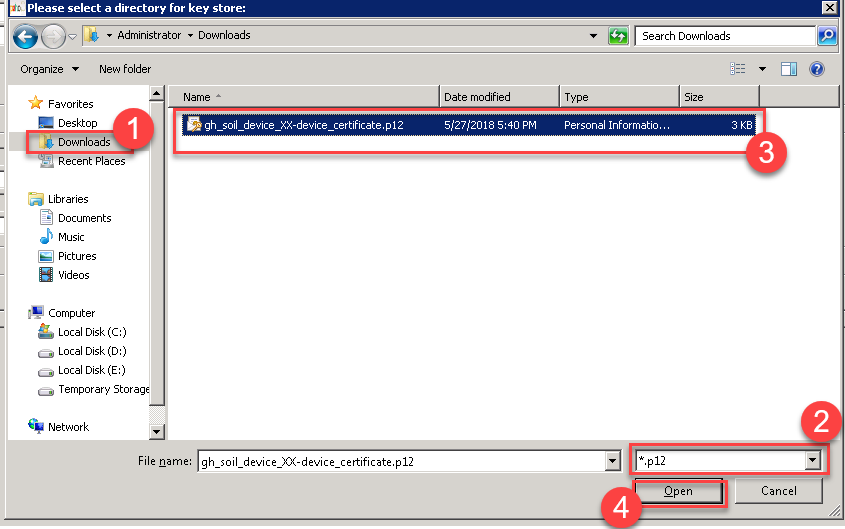 Please select a directory for key store:
Administrator Downloads
Search Downloads
Organize New folder
Name Date modified Type Size
Favorites
Desktop
Downloads
Recent Places
1
gh_soil_device_XX-device_certificate.p12 5/27/2018 5:40 PM Personal Informatio... 3 KB
3
Libraries
Documents
Music
Pictures
Videos
Computer
Local Disk (C:)
Local Disk (D:)
Local Disk (E:)
Temporary Storage
Network
2
File name: gh_soil_device_XX-device_certificate.p12 *.p12
4
Open Cancel